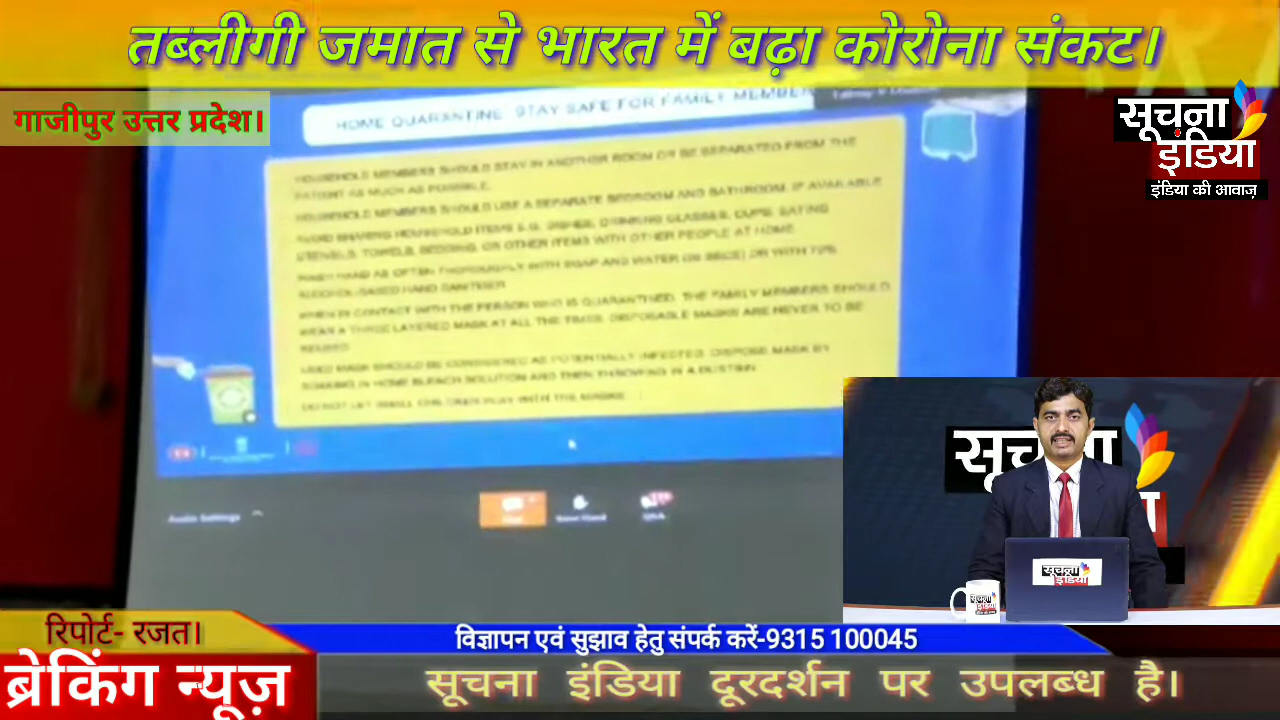 तब्लीगी जमात से भारत में बढ़ा कोरोना संकट।
गाजीपुर उत्तर प्रदेश।
सूचना
इंडिया
इंडिया की आवाज़
HOME QUARANTINE: STAY SAFE FOR FAMILY MEMBER
HOUSEHOLD MEMBERS SHOULD STAY IN ANOTHER ROOM OR BE SEPARATED FROM THE
PATIENT AS MUCH AS POSSIBLE.
HOUSEHOLD MEMBERS SHOULD USE A SEPARATE BEDROOM AND BATHROOM, IF AVAILABLE
AVOID SHARING HOUSEHOLD ITEMS E.G. DISHES, DRINKING GLASSES, CUPS, EATING
UTENSILS, TOWELS, BEDDING, OR OTHER ITEMS WITH OTHER PEOPLE AT HOME.
WASH HAND AS OFTEN THOROUGHLY WITH SOAP AND WATER OR WITH 70%
ALCOHOL-BASED HAND SANITISER
WHEN IN CONTACT WITH THE PERSON WHO IS QUARANTINED, THE FAMILY MEMBERS SHOULD
WEAR A THREE LAYERED MASK AT ALL THE TIMES. DISPOSABLE MASKS ARE NEVER TO BE
REUSED
USED MASK SHOULD BE CONSIDERED AS POTENTIALLY INFECTED. DISPOSE MASK BY
SOAKING IN HOME BLEACH SOLUTION AND THEN THROWING IN A DUSTBIN
DO NOT LET SMALL CHILDREN PLAY WITH THE MASKS
Audio Settings
Chat
Raise Hand
Q&A
सूचना
सूचना
इंडिया
रिपोर्ट- रजत।
विज्ञापन एवं सुझाव हेतु संपर्क करें-9315 100045
ब्रेकिंग न्यूज़
सूचना इंडिया दूरदर्शन पर उपलब्ध है।